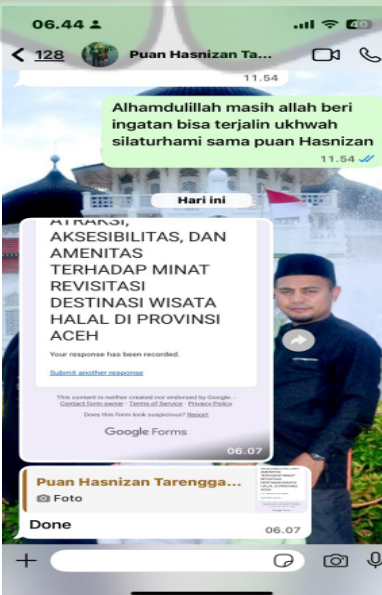 06.44
40
128
Puan Hasnizan Ta...
11.54
Alhamdulillah masih allah beri
ingatan bisa terjalin ukhwah
silaturhami sama puan Hasnizan
11.54
Hari ini
ATRAKSI,
AKSESIBILITAS, DAN
AMENITAS
TERHADAP MINAT
REVISITASI
DESTINASI WISATA
HALAL DI PROVINSI
ACEH
Your response has been recorded.
Submit another response
This content is neither created nor endorsed by Google. -
Contact form owner - Terms of Service - Privacy Policy
Does this form look suspicious? Report
Google Forms
06.07
Puan Hasnizan Tarengga...
Foto
Done
06.07